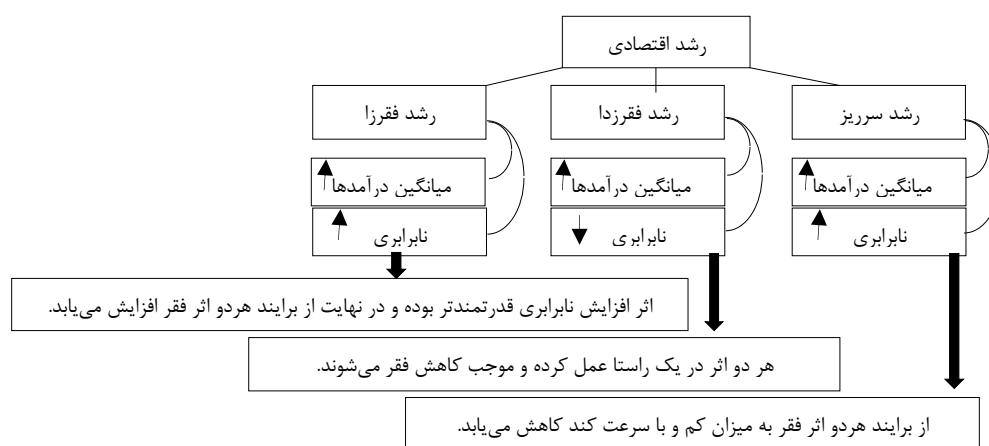 رشد اقتصادی
رشد سرریز
رشد فقرزدا
رشد فقرزا
میانگین درآمدها
میانگین درآمدها
میانگین درآمدها
نابرابری
نابرابری
نابرابری
اثر افزایش نابرابری قدرتمندتر بوده و در نهایت از برایند هردو اثر فقر افزایش می‌یابد.
هر دو اثر در یک راستا عمل کرده و موجب کاهش فقر می‌شوند.
از برایند هردو اثر فقر به میزان کم و با سرعت کند کاهش می‌یابد.